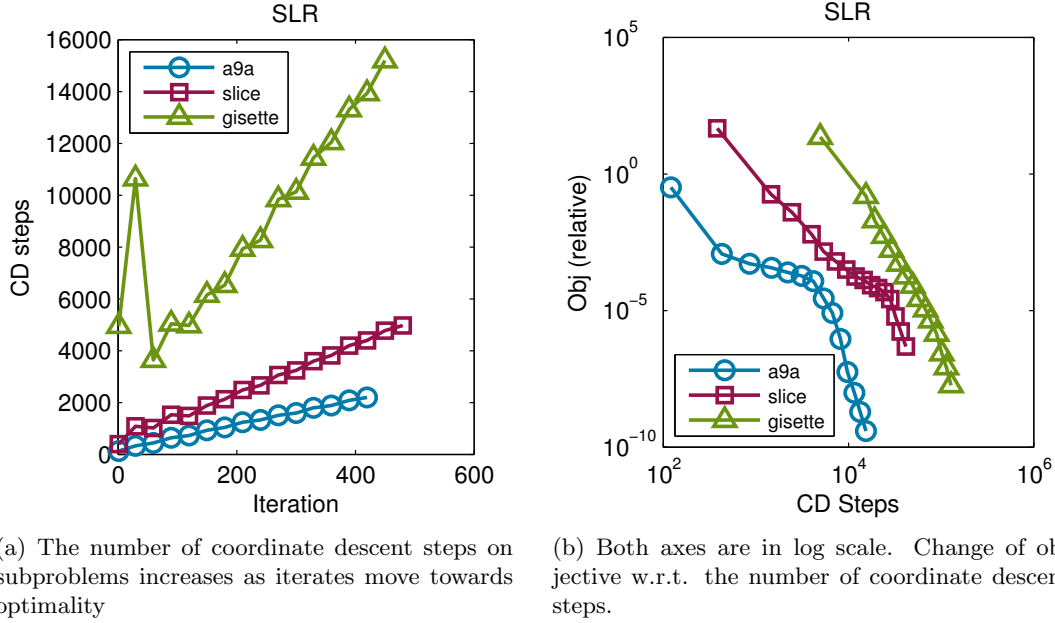 SLR
16000
14000
12000
10000
8000
6000
4000
2000
0
CD steps
a9a
slice
gisette
0 200 400 600
Iteration
SLR
10^5
10^0
10^-5
10^-10
Obj (relative)
a9a
slice
gisette
10^2 10^4 10^6
CD Steps
(a) The number of coordinate descent steps on
subproblems increases as iterates move towards
optimality
(b) Both axes are in log scale. Change of ob
jective w.r.t. the number of coordinate descen
steps.